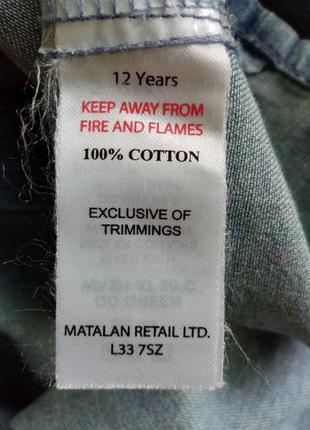 12 Years
KEEP AWAY FROM
FIRE AND FLAMES
100% COTTON
EXCLUSIVE OF
TRIMMINGS
MATALAN RETAIL LTD.
L33 7SZ